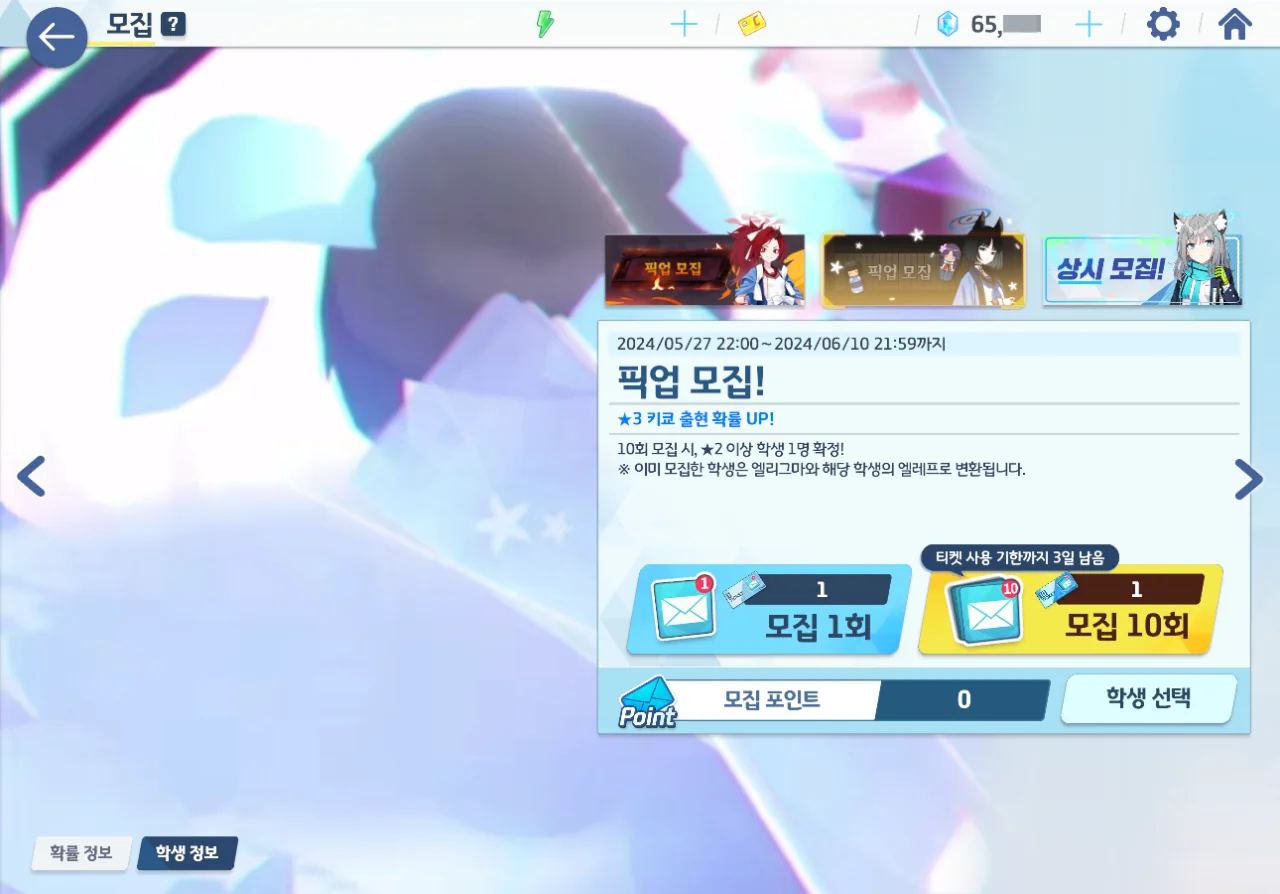 모집 ?
65,
픽업 모집
픽업 모집
상시 모집!
2024/05/27 22:00~2024/06/10 21:59까지
픽업 모집!
★3 키쿄 출현 확률 UP!
10회 모집 시, ★2 이상 학생 1명 확정!
※ 이미 모집한 학생은 엘리그마와 해당 학생의 엘레프로 변환됩니다.
티켓 사용 기한까지 3일 남음
1
1
모집 1회
10
1
모집 10회
Point
모집 포인트
0
학생 선택
확률 정보
학생 정보